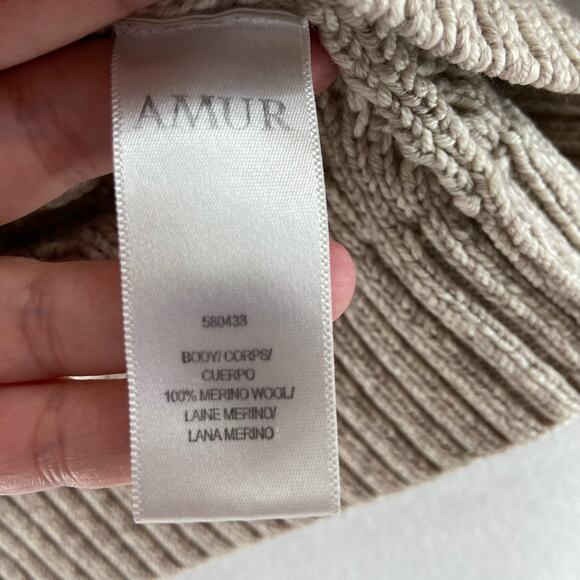 AMUR
580438
BODY/ CORPS/
CUERPO
100% MERINO WOOL/
LAINE MERINO/
LANA MERINO